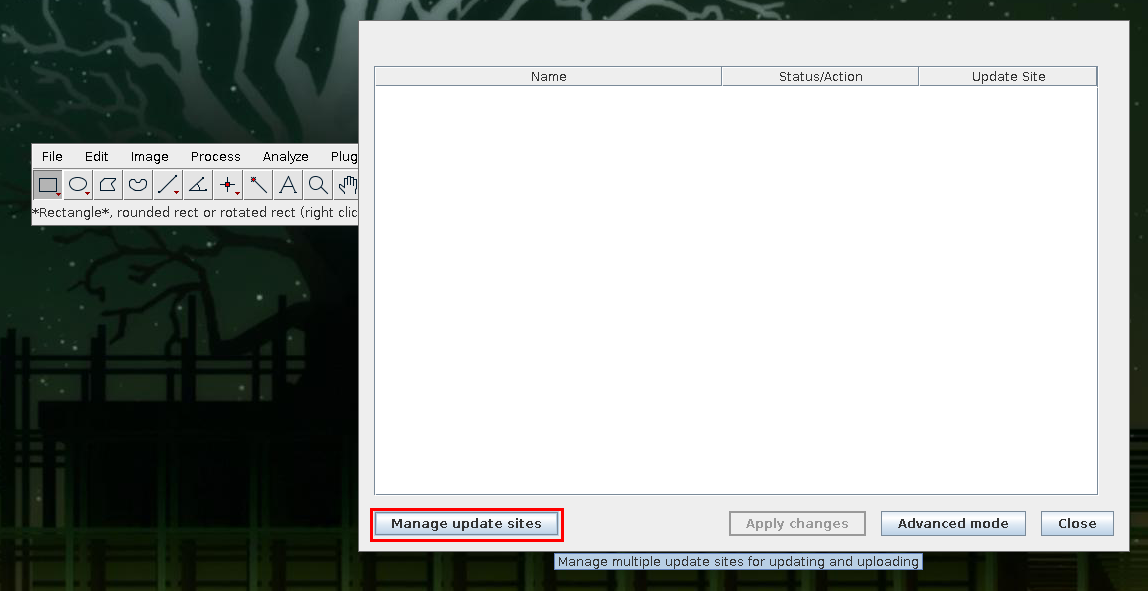 Name Status/Action Update Site
File Edit Image Process Analyze Plug
*Rectangle*, rounded rect or rotated rect (right clic
Manage update sites Apply changes Advanced mode Close
Manage multiple update sites for updating and uploading